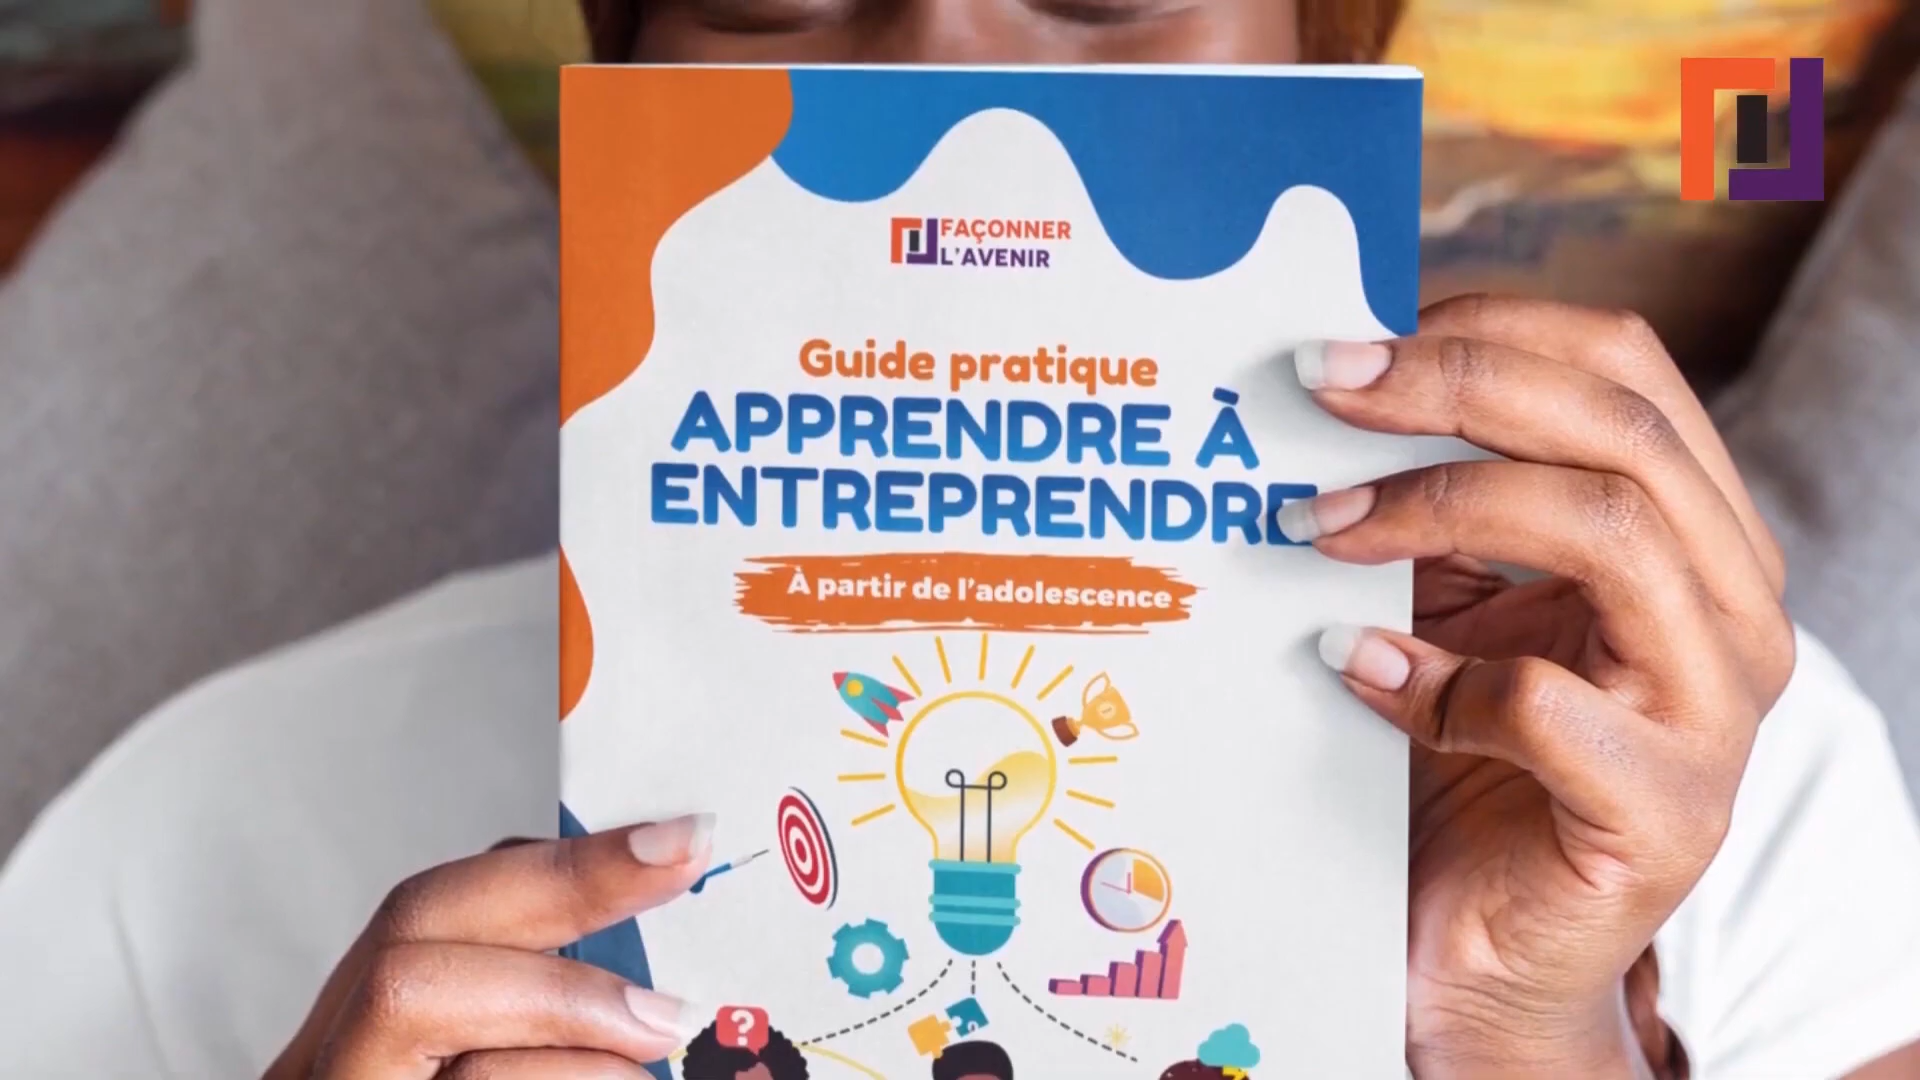 FAÇONNER
L'AVENIR
Guide pratique
APPRENDRE À
ENTREPRENDRE
À partir de l'adolescence
?